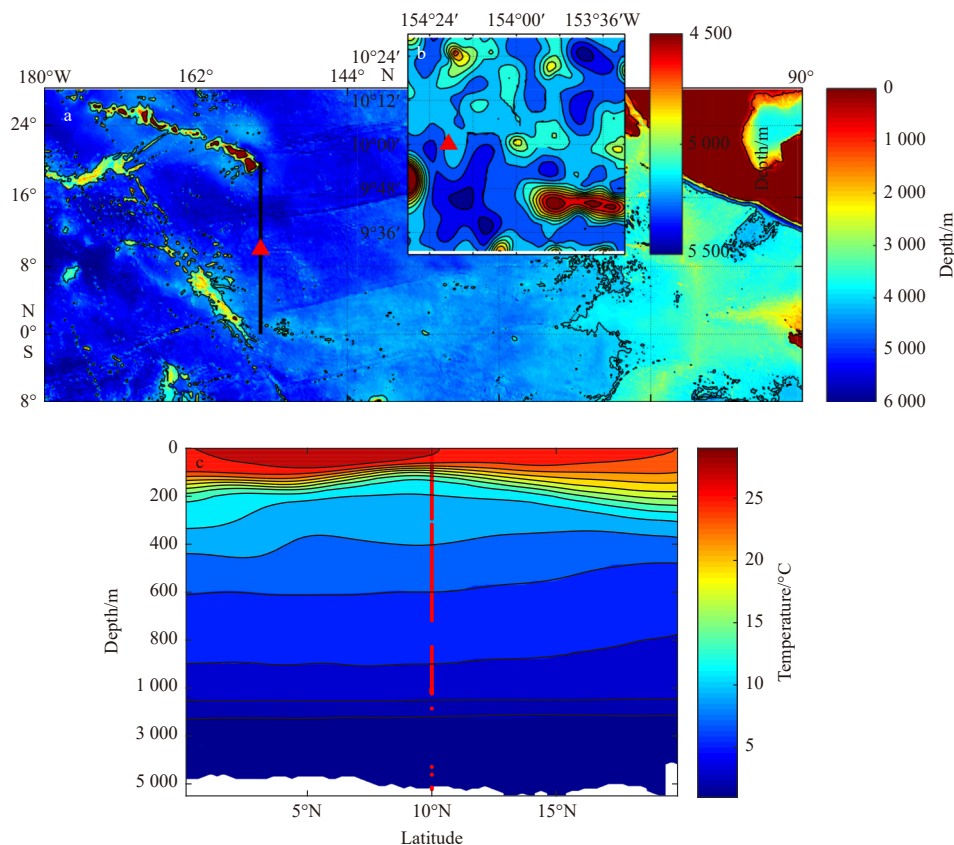 154°24′ 154°00′ 153°36′W
180°W 162° 144° N 90°
a
24°
16°
8°
N
0°
S
8°
b
10°24′
10°12′
10°00′
9°48′
9°36′
4 500
5 000
5 500
Depth/m
0
1 000
2 000
3 000
4 000
5 000
6 000
Depth/m
c
0
200
400
600
800
1 000
3 000
5 000
Depth/m
5°N 10°N 15°N
Latitude
25
20
15
10
5
Temperature/°C